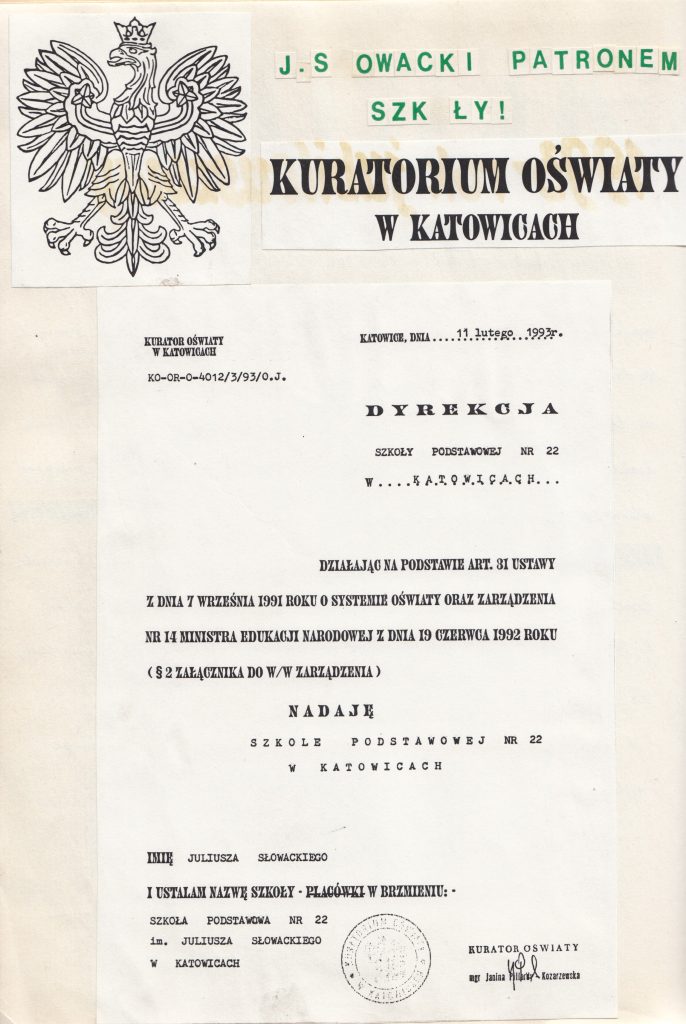 J.S OWACKI PATRONEM
SZK ŁY!
KURATORIUM OŚWIATY
W KATOWICACH
KURATOR OŚWIATY
W KATOWICACH
KO-OR-O-4012/3/93/O.J.
KATOWICE, DNIA ....11 lutego 1993r.
DYREKCJA
SZKOŁY PODSTAWOWEJ NR 22
W....KATOWICACH...
DZIAŁAJĄC NA PODSTAWIE ART. 31 USTAWY
Z DNIA 7 WRZEŚNIA 1991 ROKU O SYSTEMIE OŚWIATY ORAZ ZARZĄDZENIA
NR 14 MINISTRA EDUKACJI NARODOWEJ Z DNIA 19 CZERWCA 1992 ROKU
( § 2 ZAŁĄCZNIKA DO W/W ZARZĄDZENIA )
NADAJĘ
SZKOLE PODSTAWOWEJ NR 22
W KATOWICACH
IMIĘ JULIUSZA SŁOWACKIEGO
I USTALAM NAZWĘ SZKOŁY - PLACÓWKI W BRZMIENIU: -
SZKOŁA PODSTAWOWA NR 22
im. JULIUSZA SŁOWACKIEGO
W KATOWICACH
KURATOR OŚWIATY
mgr Janina Kozarzewska